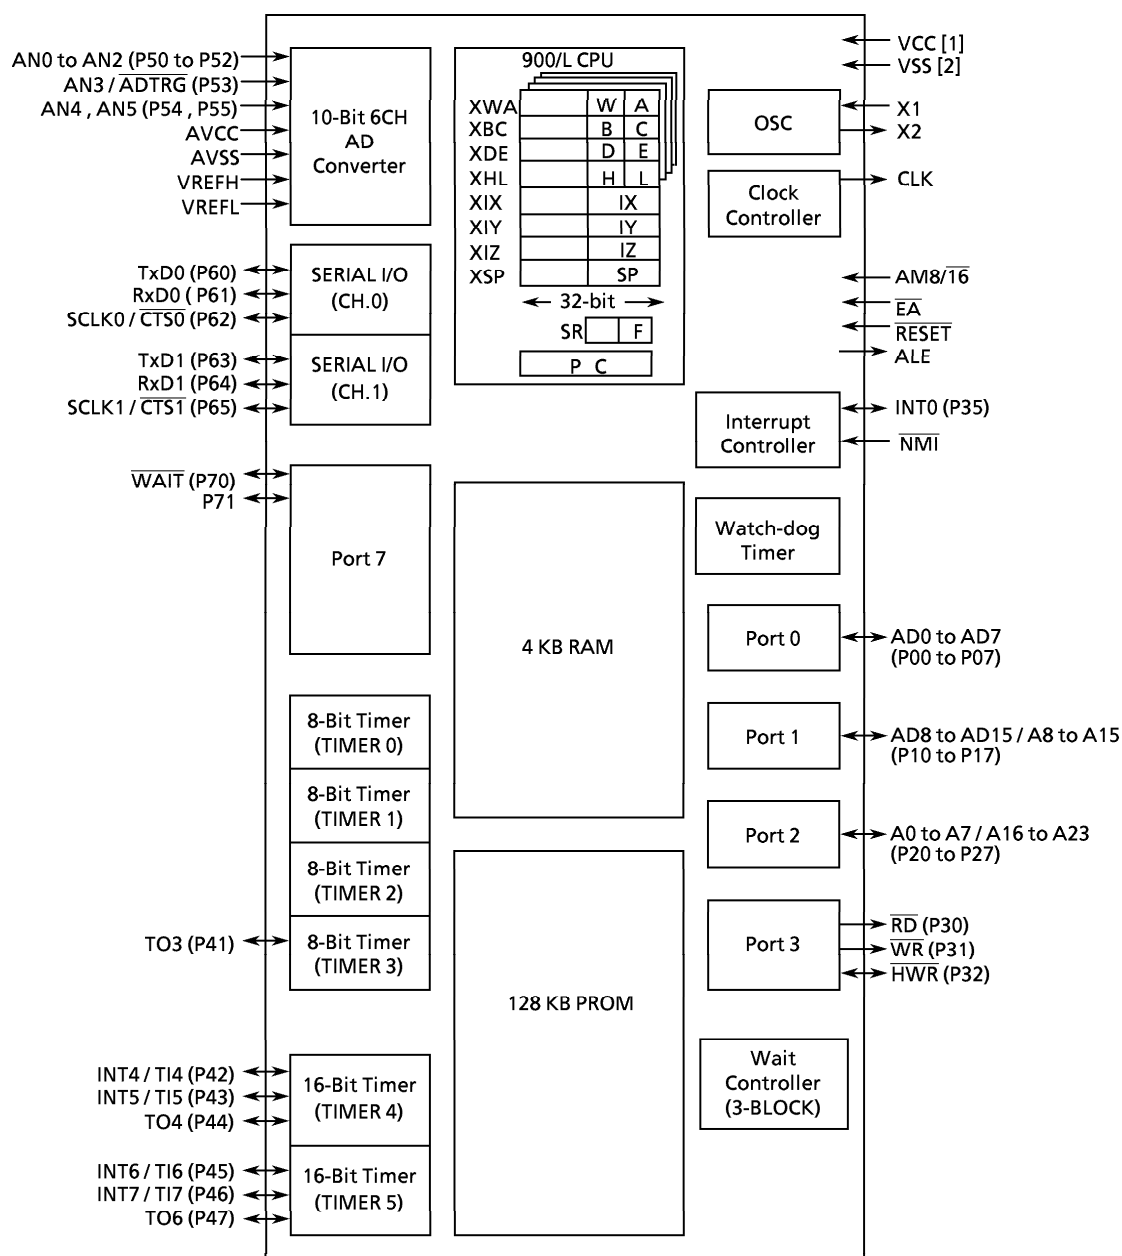 AN0 to AN2 (P50 to P52)
AN3 / ADTRG (P53)
AN4 , AN5 (P54 , P55)
AVCC
AVSS
VREFH
VREFL
10-Bit 6CH
AD
Converter
TxD0 (P60)
RxD0 ( P61)
SCLK0 / CTS0 (P62)
SERIAL I/O
(CH.0)
TxD1 (P63)
RxD1 (P64)
SCLK1 / CTS1 (P65)
SERIAL I/O
(CH.1)
WAIT (P70)
P71
Port 7
8-Bit Timer
(TIMER 0)
8-Bit Timer
(TIMER 1)
8-Bit Timer
(TIMER 2)
TO3 (P41)
8-Bit Timer
(TIMER 3)
INT4 / TI4 (P42)
INT5 / TI5 (P43)
TO4 (P44)
16-Bit Timer
(TIMER 4)
INT6 / TI6 (P45)
INT7 / TI7 (P46)
TO6 (P47)
16-Bit Timer
(TIMER 5)
900/L CPU
XWA W A
XBC B C
XDE D E
XHL H L
XIX IX
XIY IY
XIZ IZ
XSP SP
32-bit
SR F
P C
4 KB RAM
128 KB PROM
VCC [1]
VSS [2]
OSC
X1
X2
Clock
Controller
CLK
AM8/16
EA
RESET
ALE
Interrupt
Controller
INT0 (P35)
NMI
Watch-dog
Timer
Port 0
AD0 to AD7
(P00 to P07)
Port 1
AD8 to AD15 / A8 to A15
(P10 to P17)
Port 2
A0 to A7 / A16 to A23
(P20 to P27)
Port 3
RD (P30)
WR (P31)
HWR (P32)
Wait
Controller
(3-BLOCK)